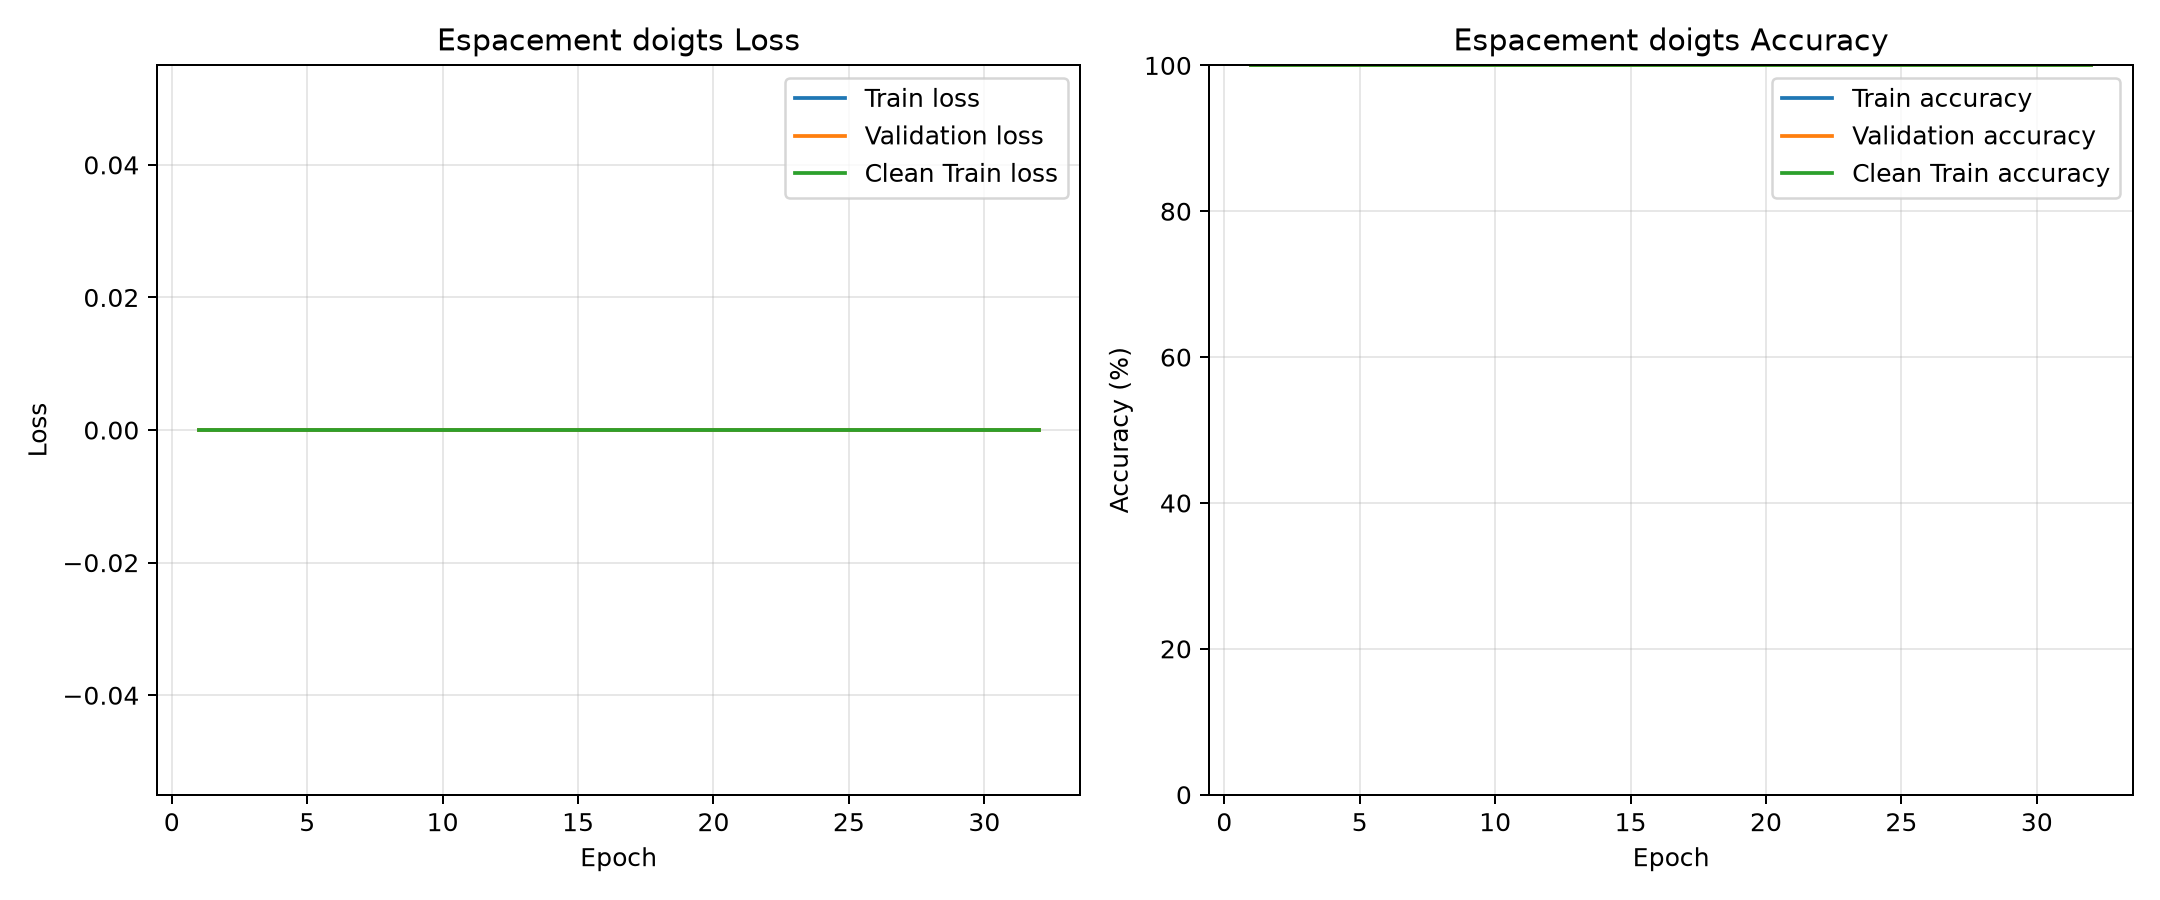 Espacement doigts Loss
Train loss
Validation loss
Clean Train loss
0.04
0.02
0.00
−0.02
−0.04
Loss
0 5 10 15 20 25 30
Epoch
Espacement doigts Accuracy
Train accuracy
Validation accuracy
Clean Train accuracy
100
80
60
40
20
0
Accuracy (%)
0 5 10 15 20 25 30
Epoch